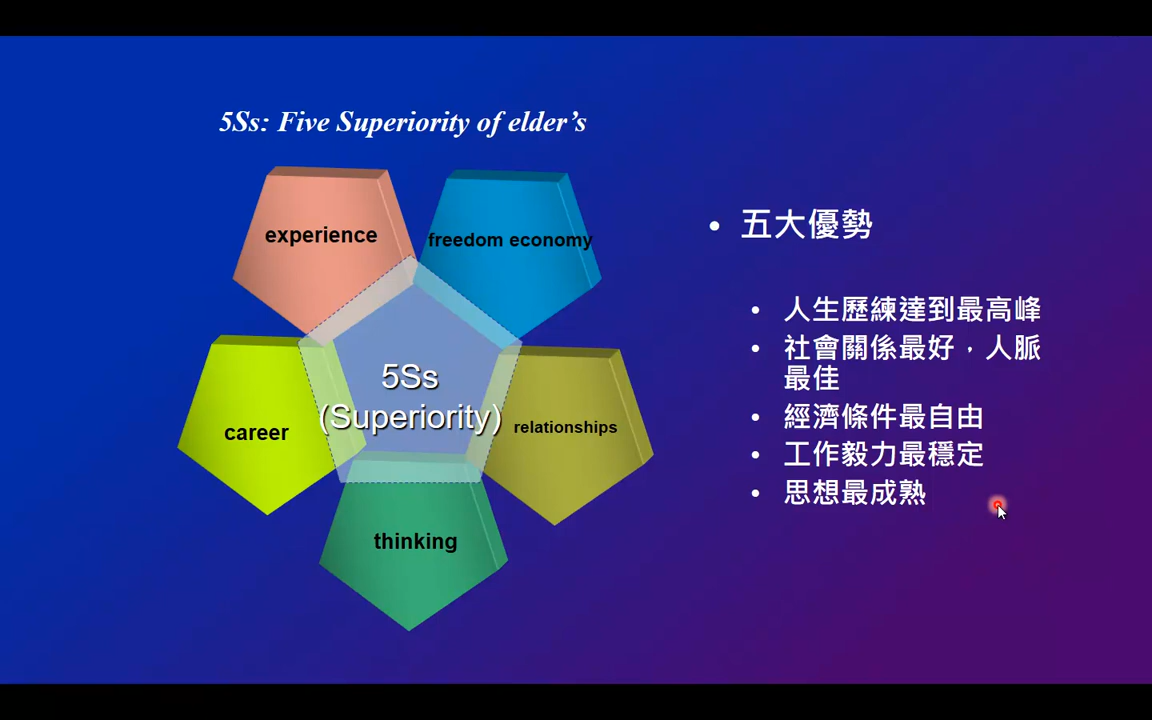 5Ss: Five Superiority of elder’s
experience
freedom economy
5Ss
(Superiority)
career
relationships
thinking
• 五大優勢
• 人生歷練達到最高峰
• 社會關係最好，人脈
最佳
• 經濟條件最自由
• 工作毅力最穩定
• 思想最成熟